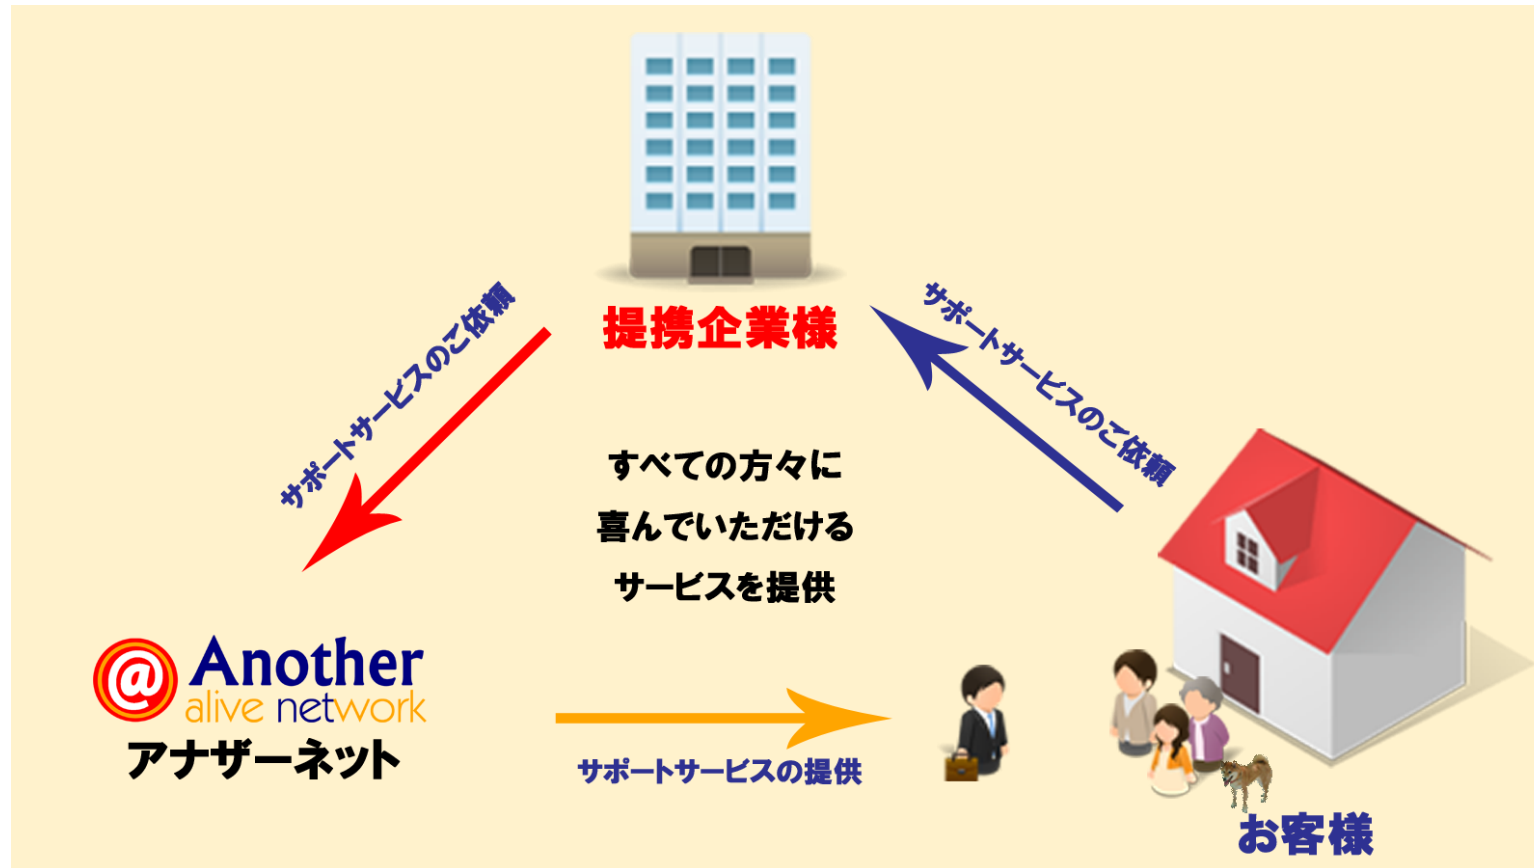 提携企業様
サポートサービスのご依頼
サポートサービスのご依頼
すべての方々に
喜んでいただける
サービスを提供
@ Another
alive network
アナザーネット
サポートサービスの提供
お客様